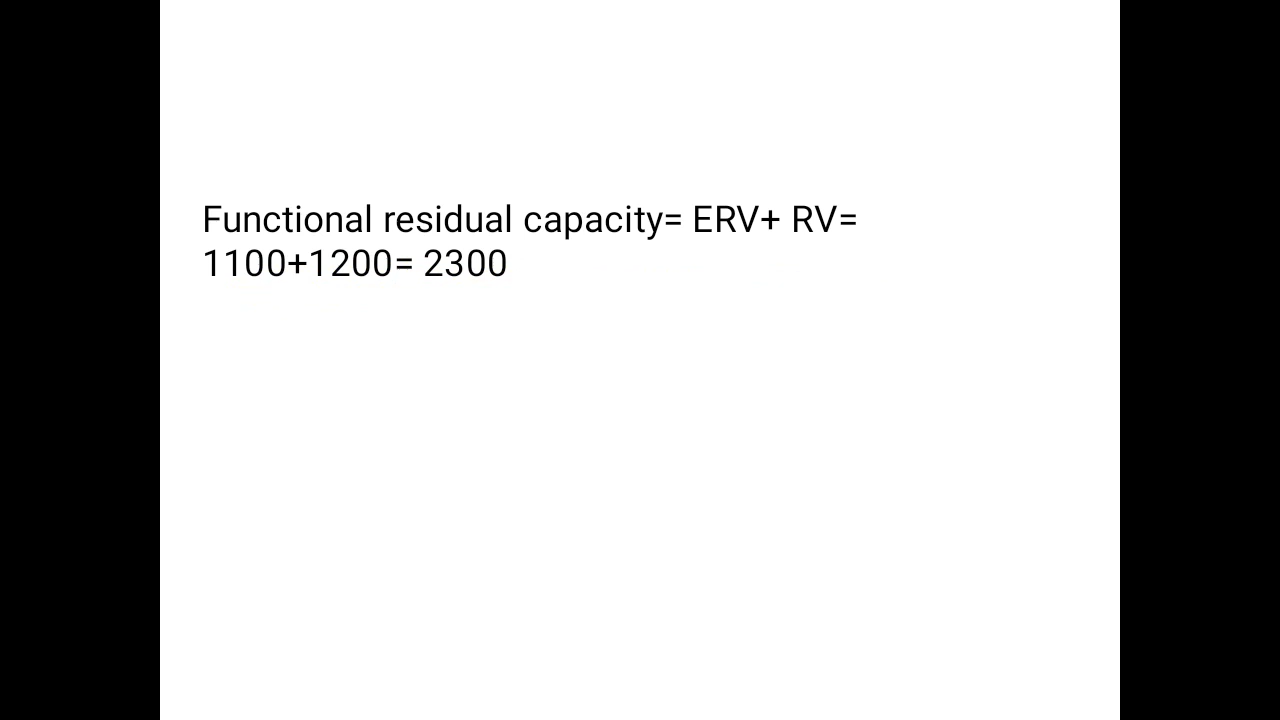 Functional residual capacity= ERV+ RV=
1100+1200= 2300